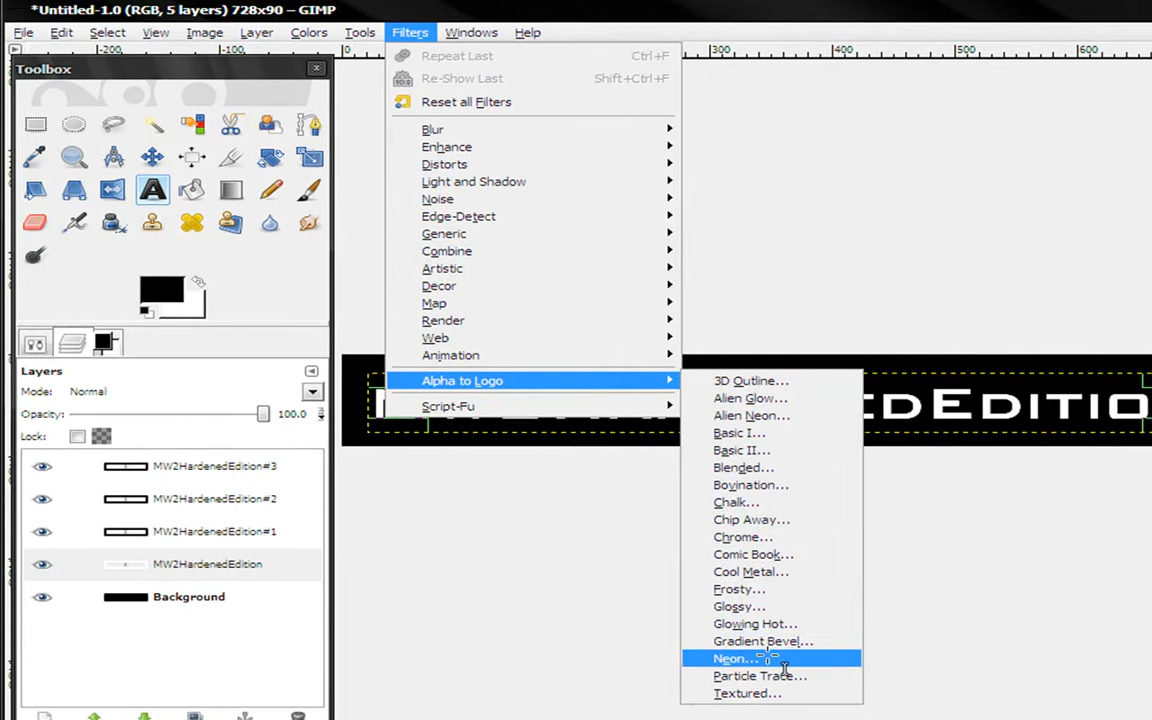 *Untitled-1.0 (RGB, 5 layers) 728x90 – GIMP
File Edit Select View Image Layer Colors Tools Filters Windows Help
-200 -100 0 300 400 500 600
Toolbox
Repeat Last Ctrl+F
Re-Show Last Shift+Ctrl+F
Reset all Filters
Blur
Enhance
Distorts
Light and Shadow
Noise
Edge-Detect
Generic
Combine
Artistic
Decor
Map
Render
Web
Animation
Alpha to Logo
Script-Fu
3D Outline...
Alien Glow...
Alien Neon...
Basic I...
Basic II...
Blended...
Bovination...
Chalk...
Chip Away...
Chrome...
Comic Book...
Cool Metal...
Frosty...
Glossy...
Glowing Hot...
Gradient Bevel...
Neon...
Particle Trace...
Textured...
EDEDITIO
Layers
Mode: Normal
Opacity: 100.0
Lock:
MW2HardenedEdition#3
MW2HardenedEdition#2
MW2HardenedEdition#1
MW2HardenedEdition
Background